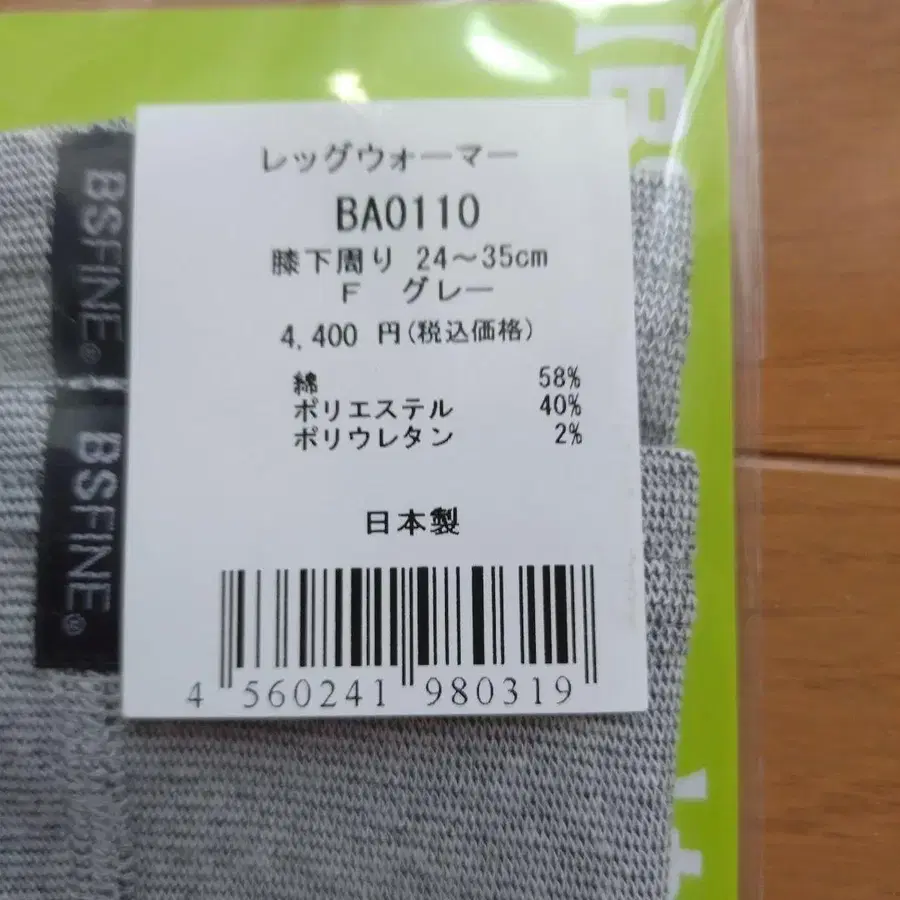 レッグウォーマー
BA0110
膝下周り 24～35cm
F グレー
4,400 円(税込価格)
綿 58%
ポリエステル 40%
ポリウレタン 2%
日本製
4 560241 980319
BSFINE®
BSFINE®